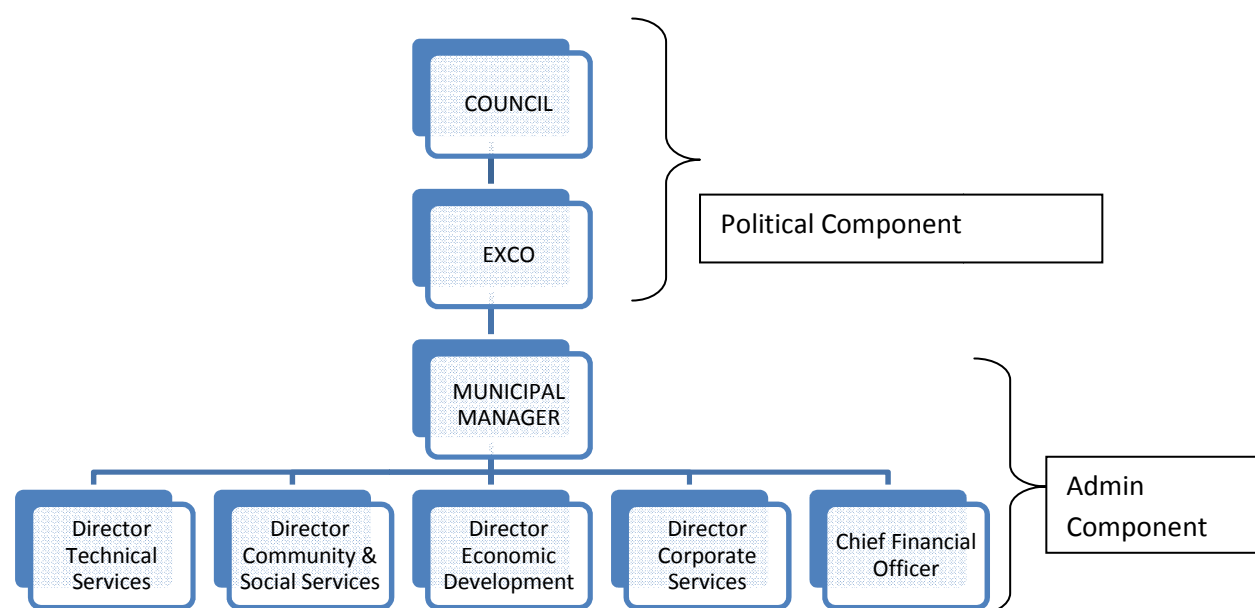 COUNCIL
EXCO
Political Component
MUNICIPAL
MANAGER
Director
Technical
Services
Director
Community &
Social Services
Director
Economic
Development
Director
Corporate
Services
Chief Financial
Officer
Admin
Component